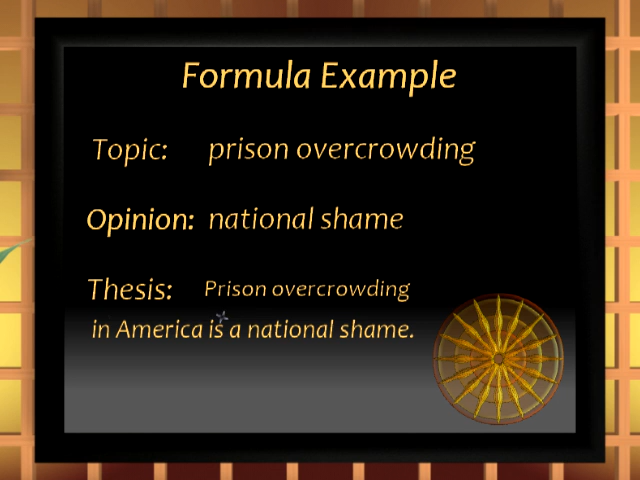 Formula Example
Topic: prison overcrowding
Opinion: national shame
Thesis: Prison overcrowding
in America is a national shame.